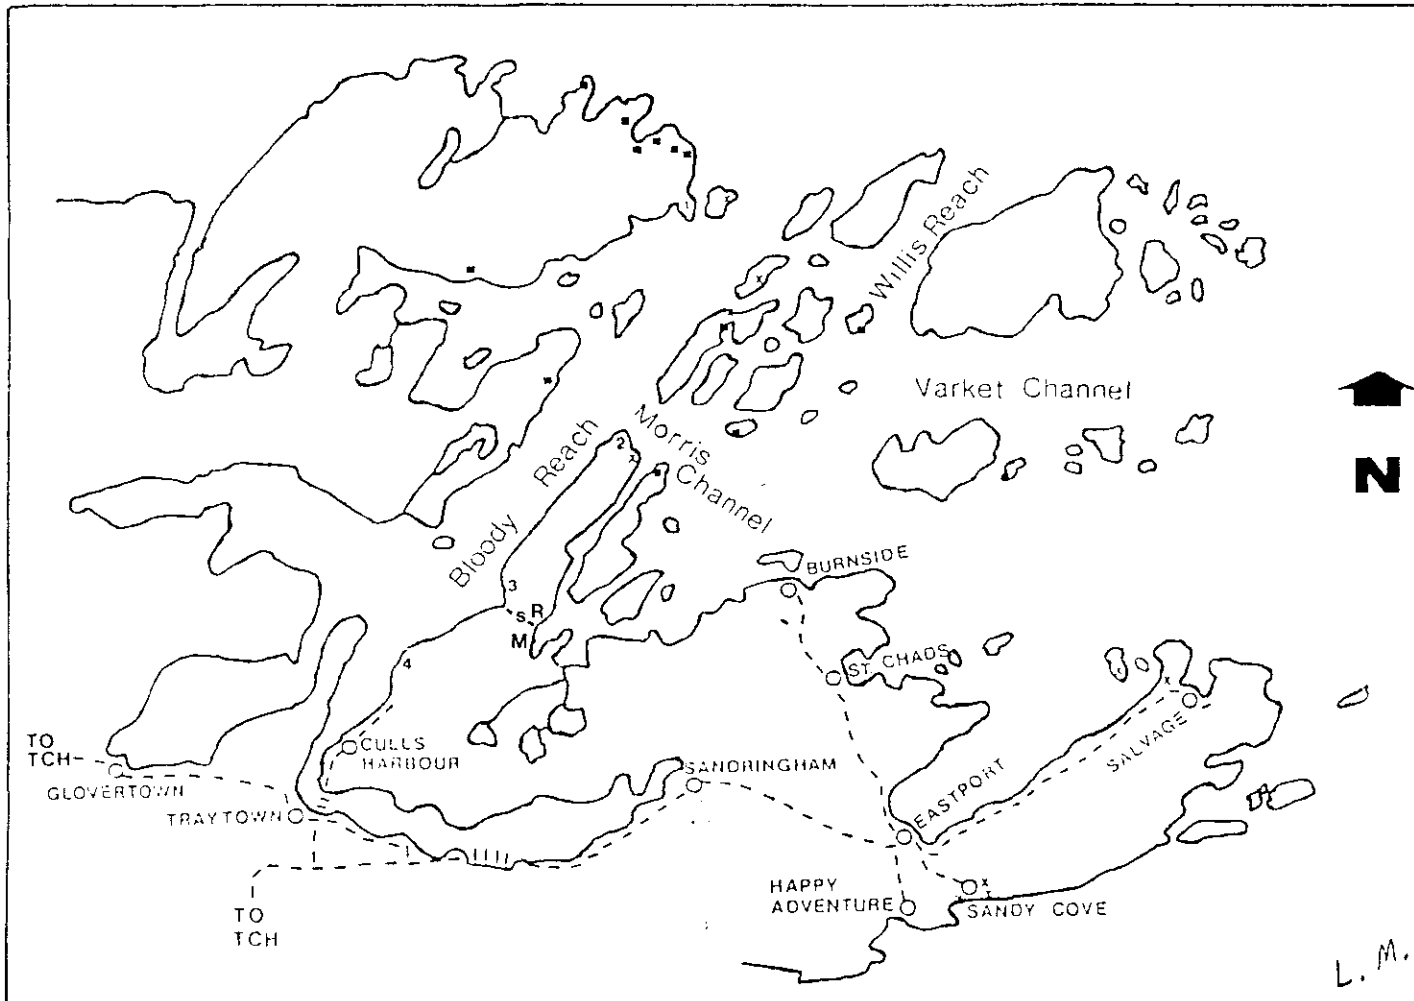 Willis Reach
Varket Channel
Morris
Channel
Bloody Reach
N
2
3
S R
M
4
BURNSIDE
ST CHADS
CULLS
HARBOUR
TO
TCH
GLOVERTOWN
TRAYTOWN
SANDRINGHAM
EASTPORT
SALVAGE
HAPPY
ADVENTURE
SANDY COVE
TO
TCH
L. M.